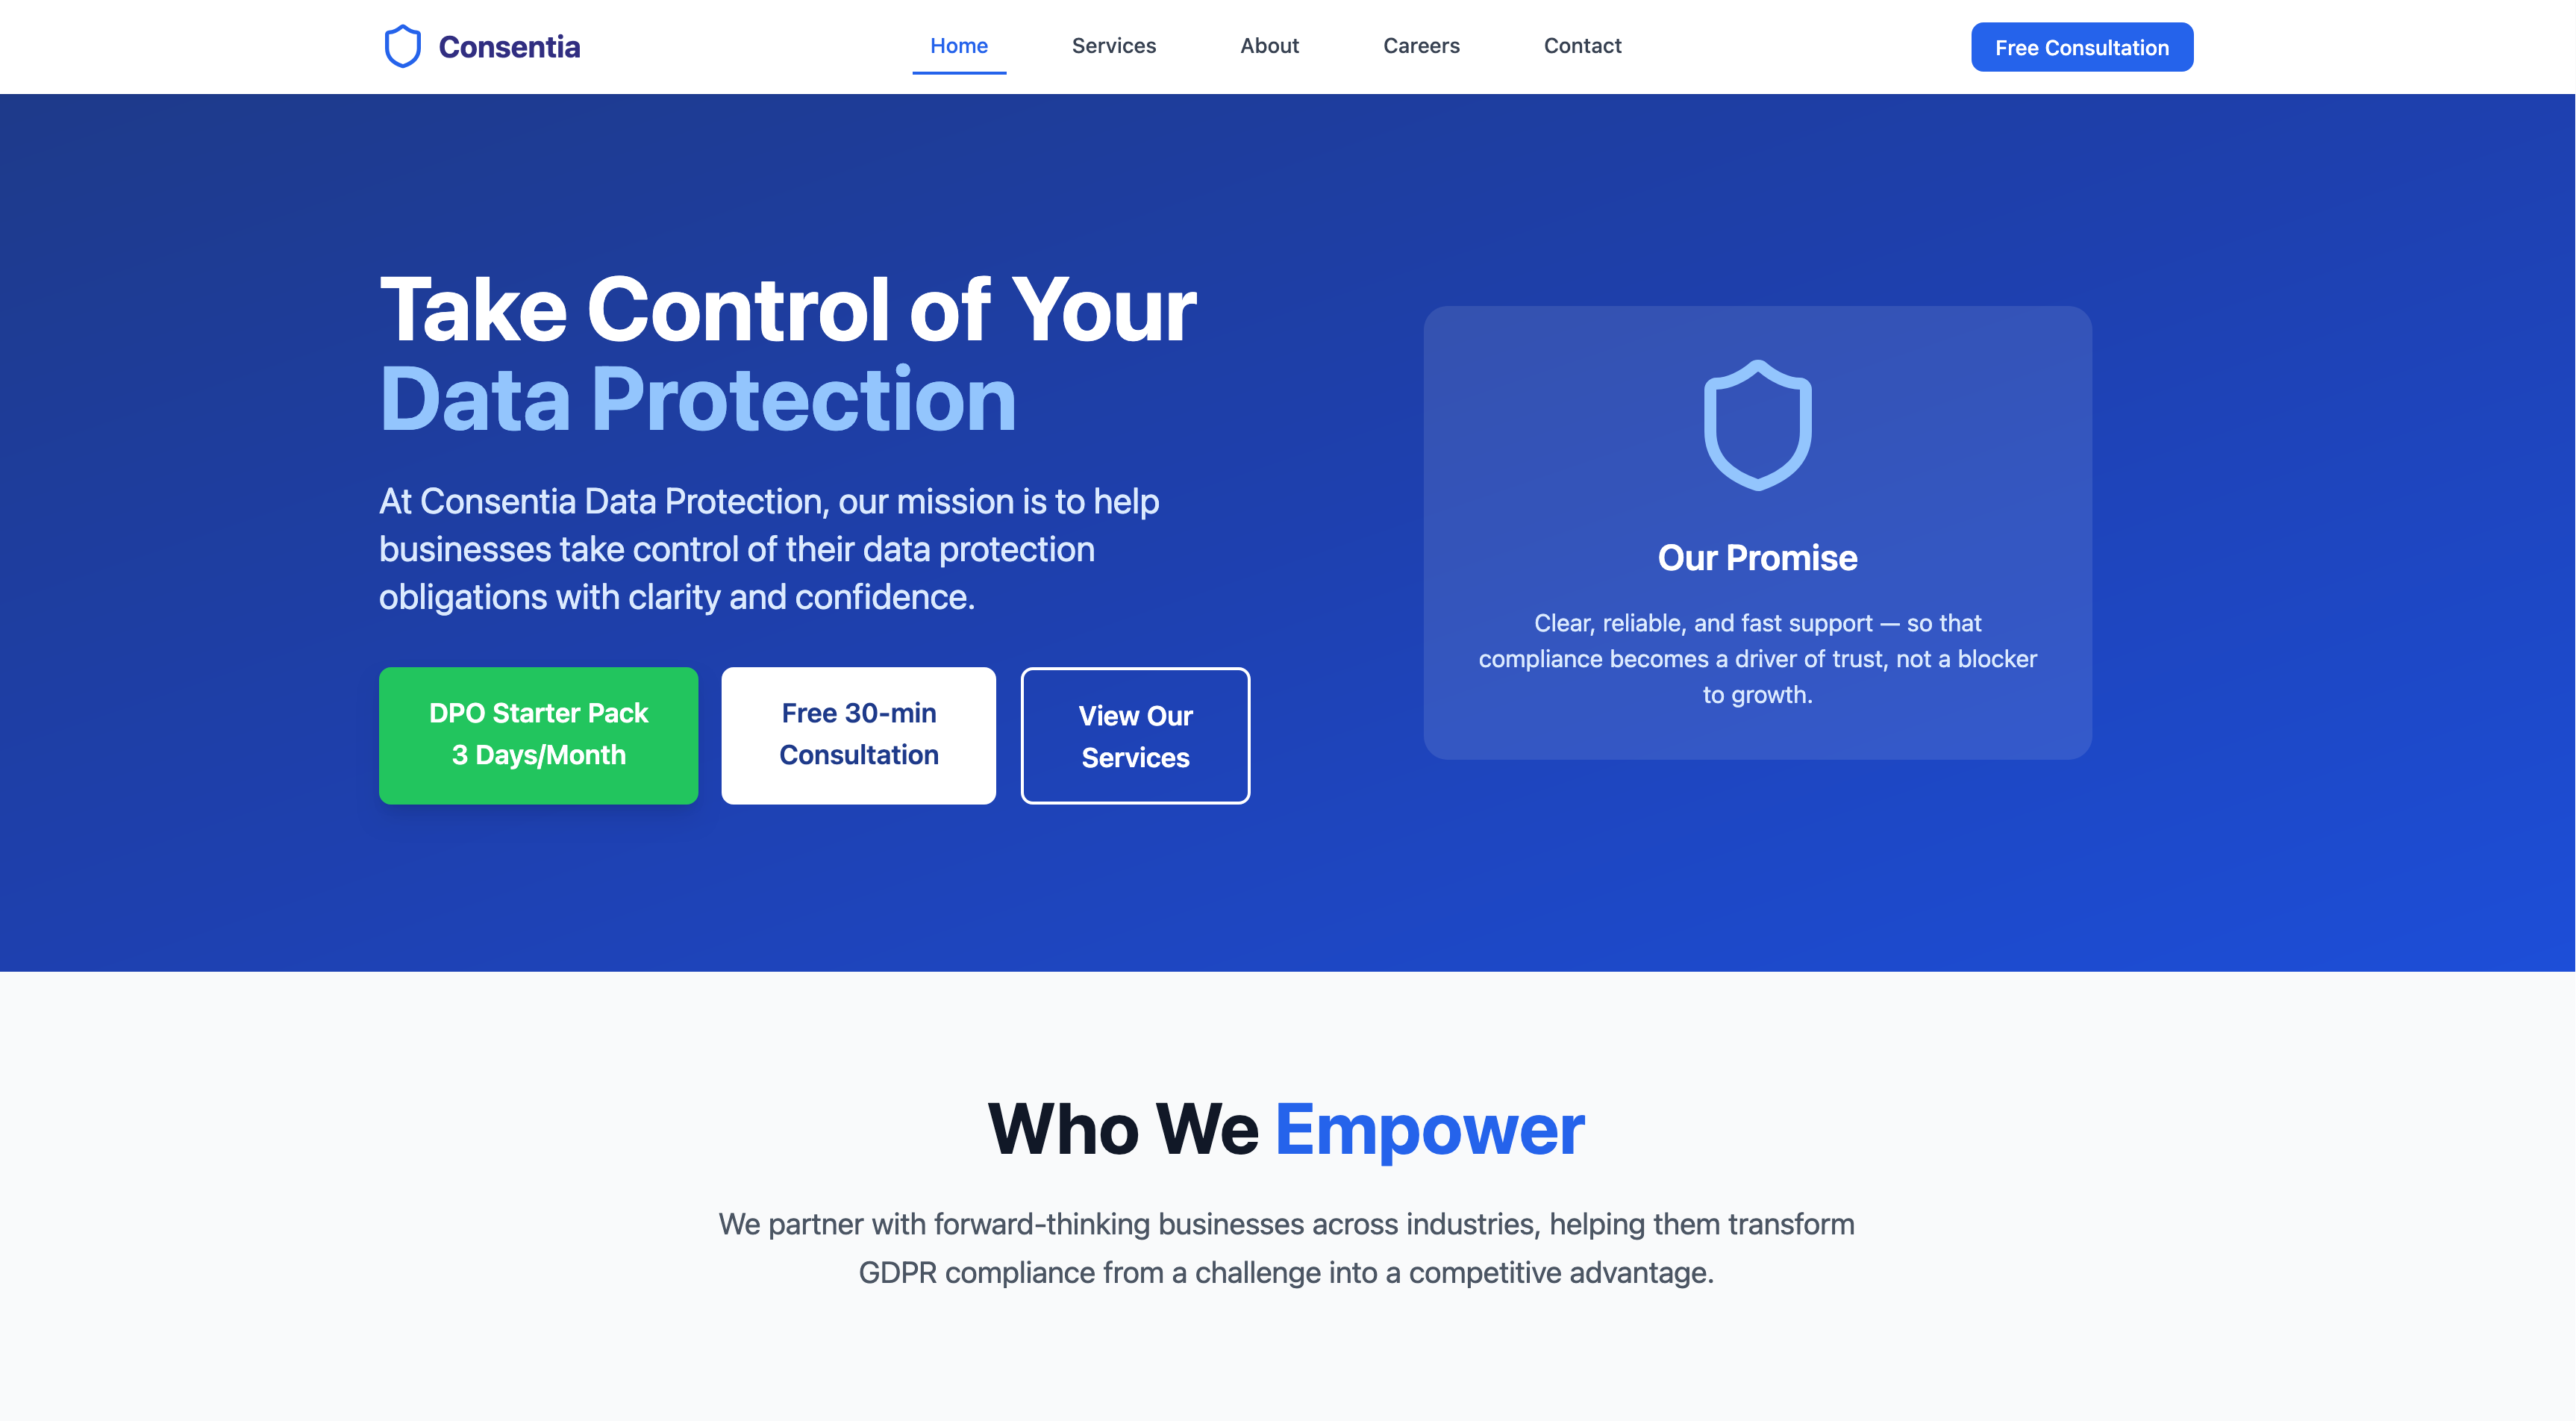 Consentia
Home
Services
About
Careers
Contact
Free Consultation
Take Control of Your
Data Protection
At Consentia Data Protection, our mission is to help
businesses take control of their data protection
obligations with clarity and confidence.
DPO Starter Pack
3 Days/Month
Free 30-min
Consultation
View Our
Services
Our Promise
Clear, reliable, and fast support — so that
compliance becomes a driver of trust, not a blocker
to growth.
Who We Empower
We partner with forward-thinking businesses across industries, helping them transform
GDPR compliance from a challenge into a competitive advantage.